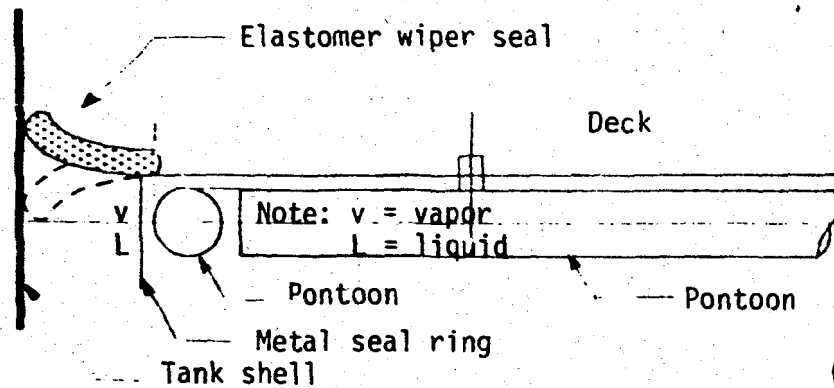 Elastomer wiper seal
Deck
v Note: v = vapor
L L = liquid
Pontoon
Pontoon
Metal seal ring
Tank shell